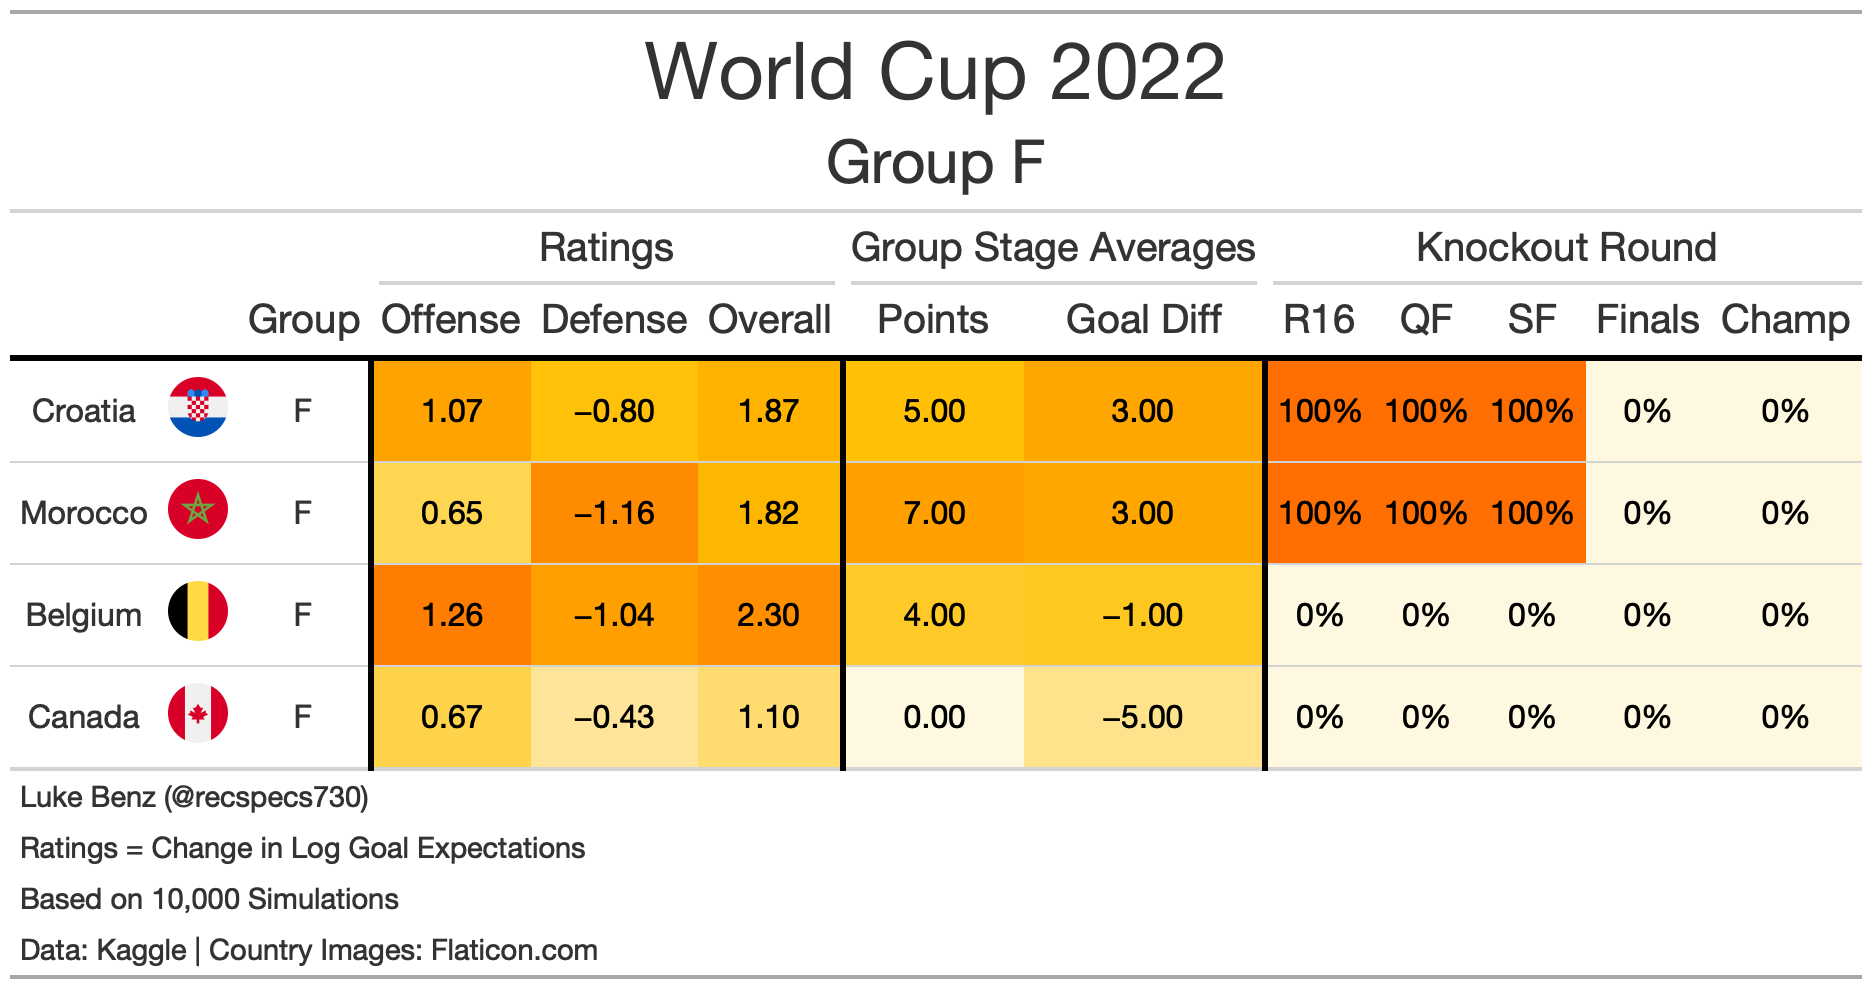 World Cup 2022
Group F
Ratings Group Stage Averages Knockout Round
Group Offense Defense Overall Points Goal Diff R16 QF SF Finals Champ
Croatia F 1.07 −0.80 1.87 5.00 3.00 100% 100% 100% 0% 0%
Morocco F 0.65 −1.16 1.82 7.00 3.00 100% 100% 100% 0% 0%
Belgium F 1.26 −1.04 2.30 4.00 −1.00 0% 0% 0% 0% 0%
Canada F 0.67 −0.43 1.10 0.00 −5.00 0% 0% 0% 0% 0%
Luke Benz (@recspecs730)
Ratings = Change in Log Goal Expectations
Based on 10,000 Simulations
Data: Kaggle | Country Images: Flaticon.com